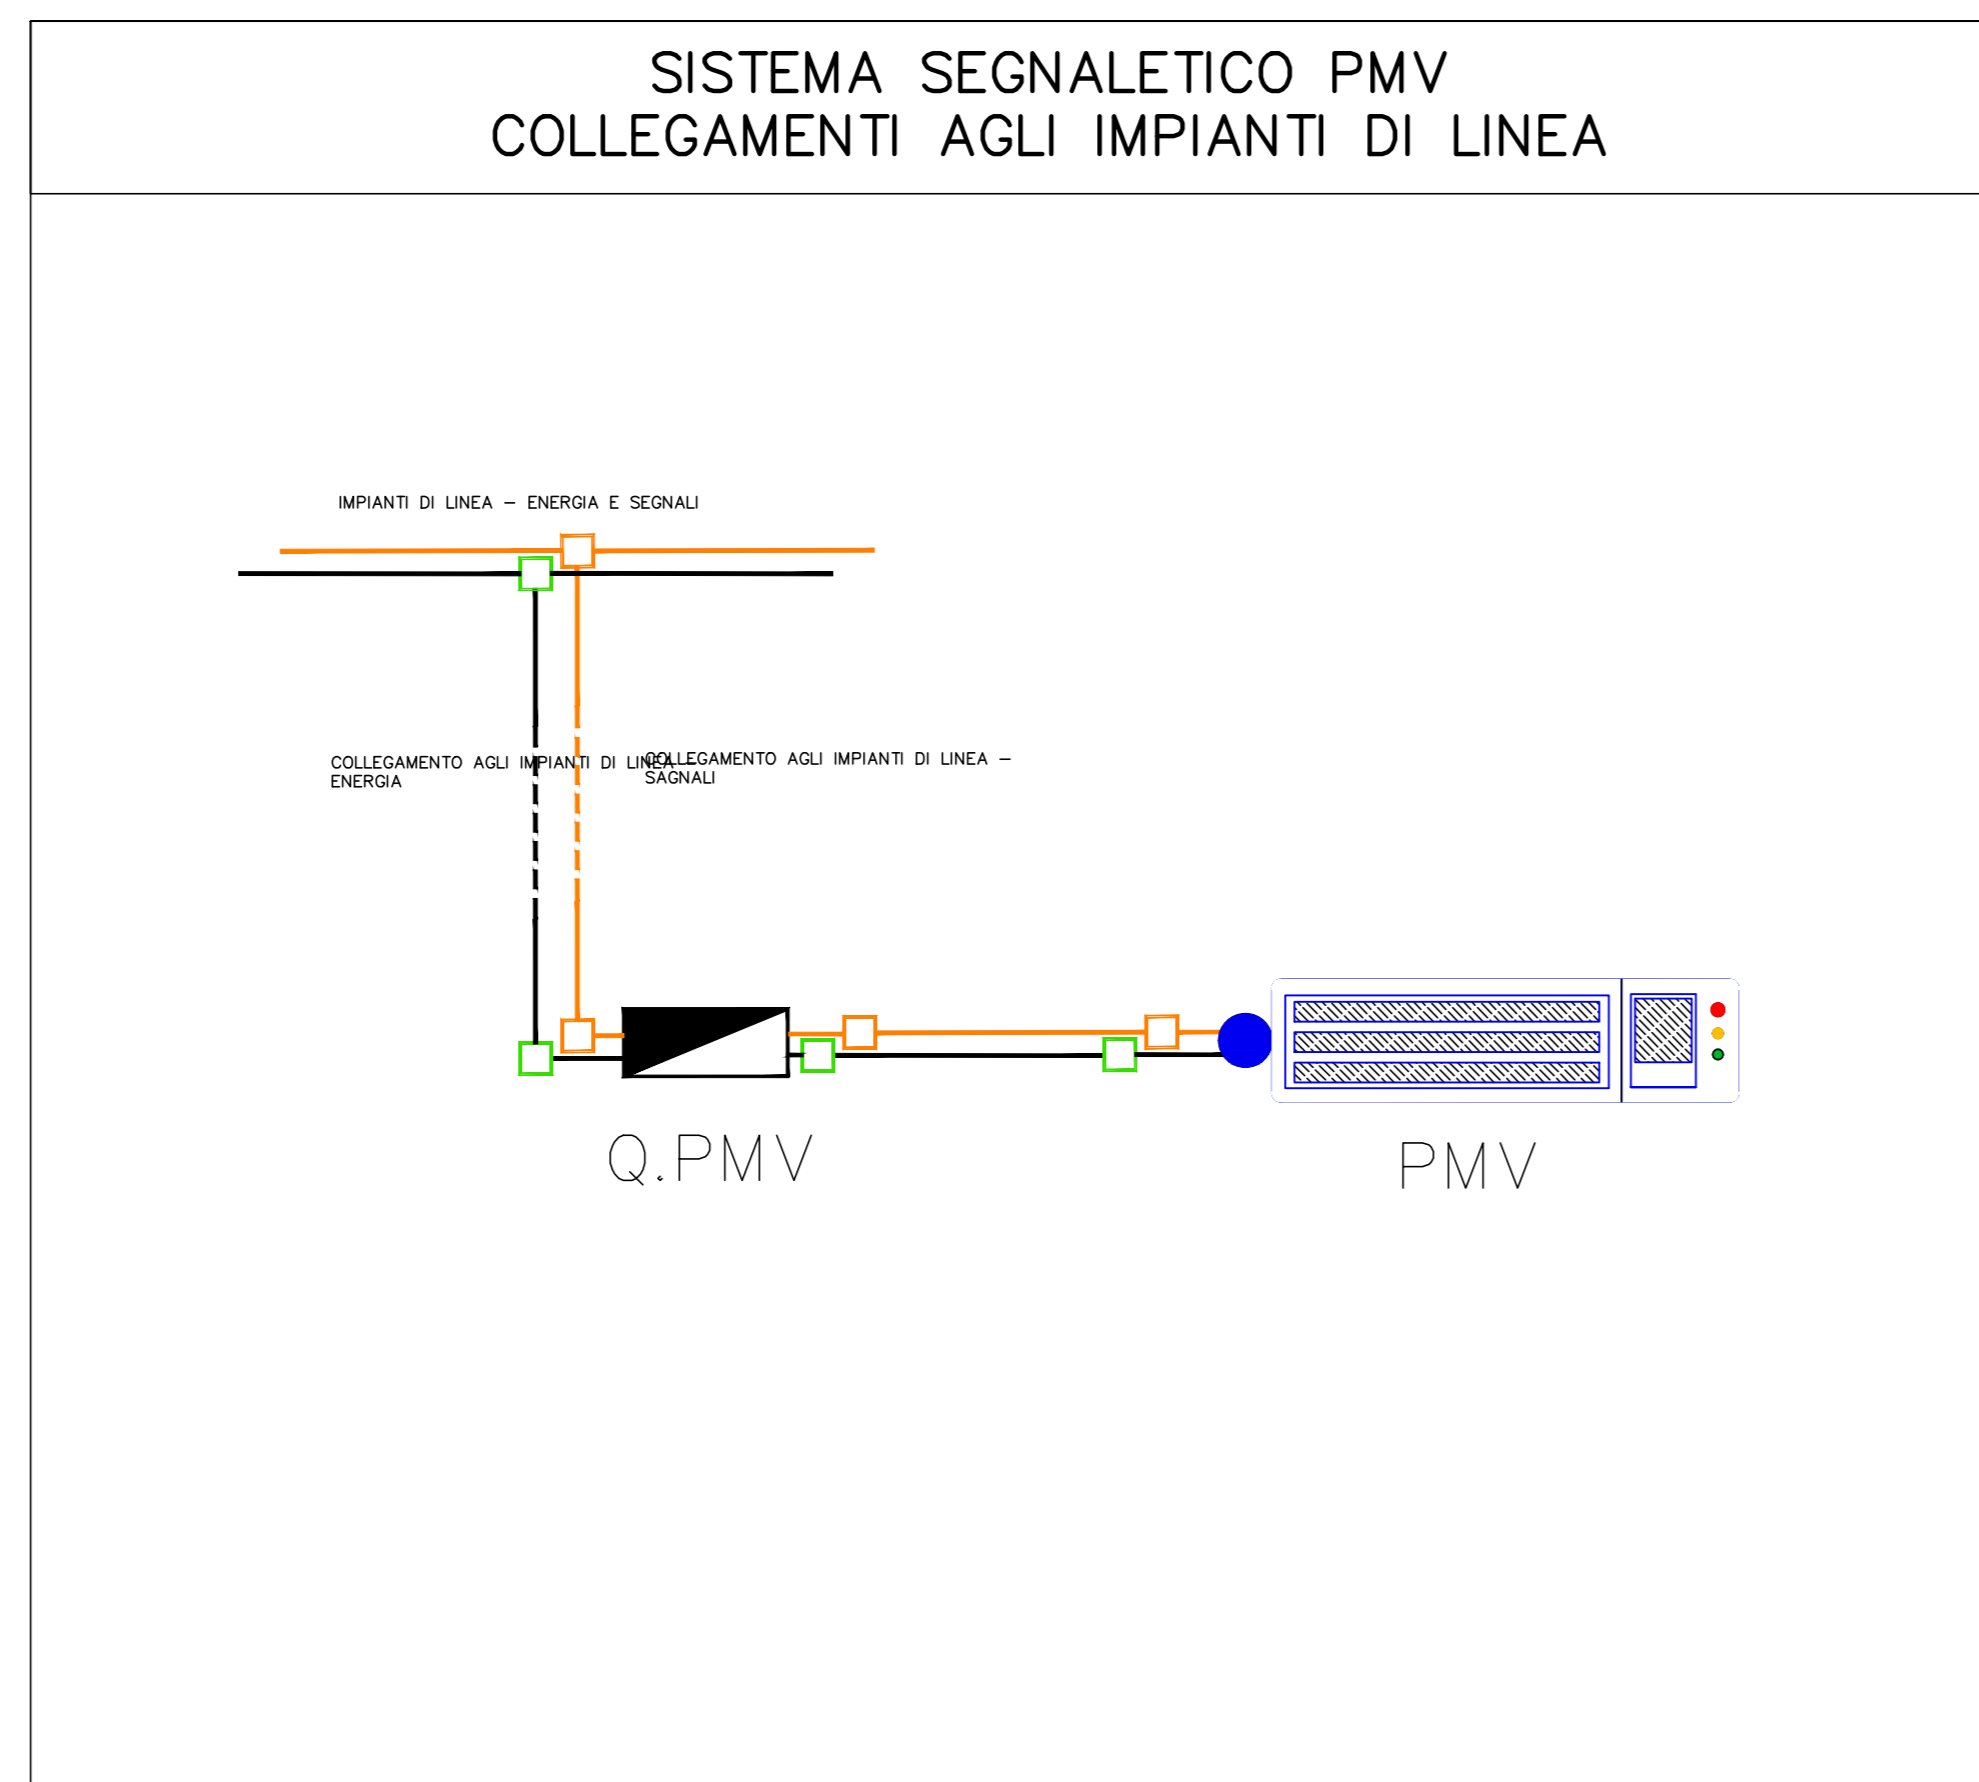 SISTEMA SEGNALETICO PMV
COLLEGAMENTI AGLI IMPIANTI DI LINEA
IMPIANTI DI LINEA – ENERGIA E SEGNALI
COLLEGAMENTO AGLI IMPIANTI DI LINEA –
ENERGIA
COLLEGAMENTO AGLI IMPIANTI DI LINEA –
SAGNALI
Q.PMV
PMV